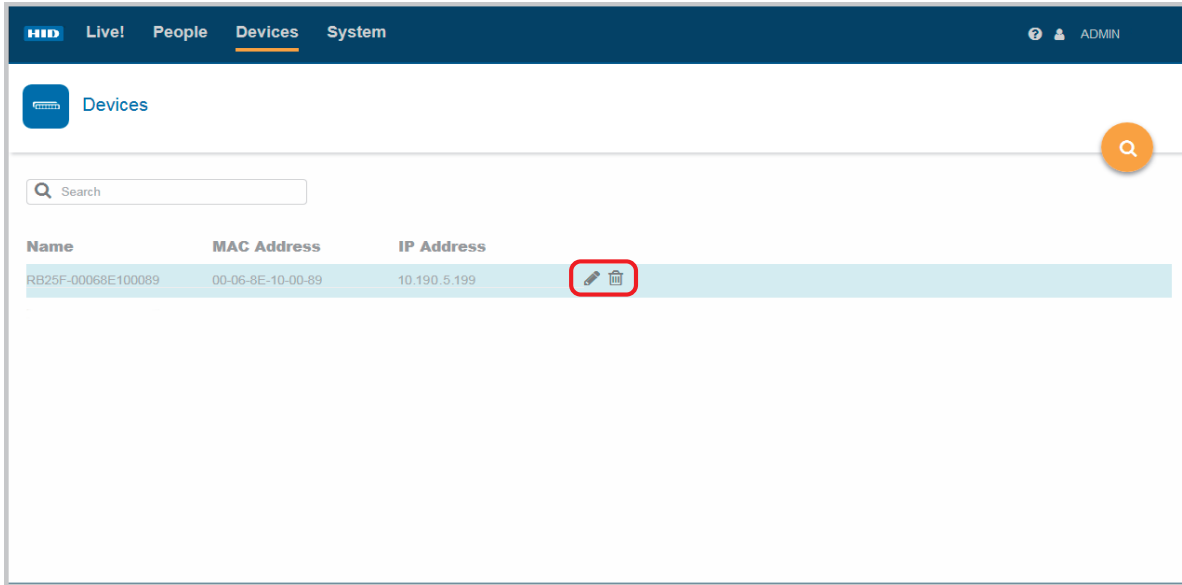 HID Live! People Devices System ADMIN
Devices
Search
Name MAC Address IP Address
RB25F-00068E100089 00-06-8E-10-00-89 10.190.5.199